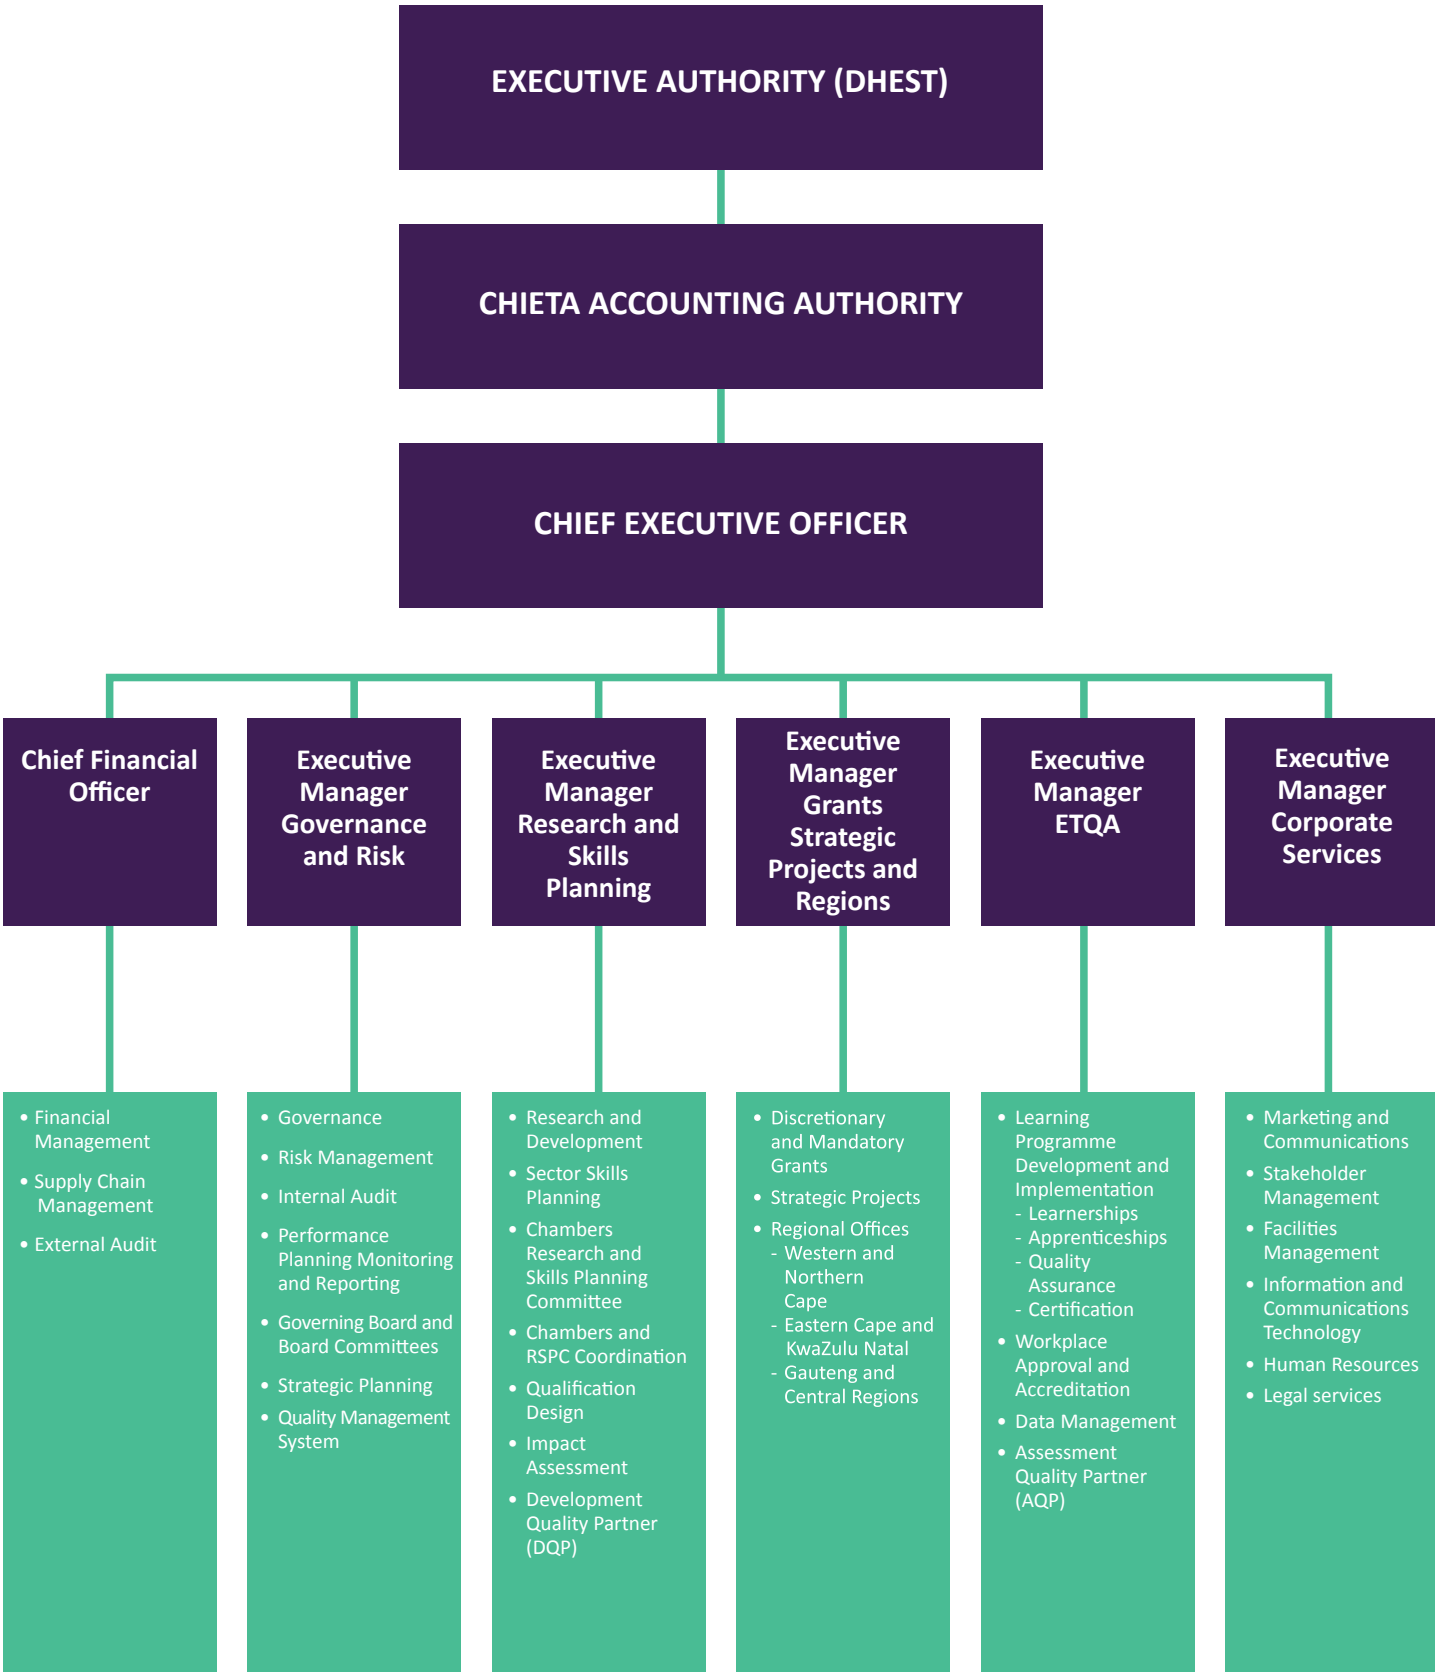 EXECUTIVE AUTHORITY (DHEST)
CHIETA ACCOUNTING AUTHORITY
CHIEF EXECUTIVE OFFICER
Chief Financial
Officer
Executive
Manager
Governance
and Risk
Executive
Manager
Research and
Skills
Planning
Executive
Manager
Grants
Strategic
Projects and
Regions
Executive
Manager
ETQA
Executive
Manager
Corporate
Services
• Financial
Management
• Supply Chain
Management
• External Audit
• Governance
• Risk Management
• Internal Audit
• Performance
Planning Monitoring
and Reporting
• Governing Board and
Board Committees
• Strategic Planning
• Quality Management
System
• Research and
Development
• Sector Skills
Planning
• Chambers
Research and
Skills Planning
Committee
• Chambers and
RSPC Coordination
• Qualification
Design
• Impact
Assessment
• Development
Quality Partner
(DQP)
• Discretionary
and Mandatory
Grants
• Strategic Projects
• Regional Offices
- Western and
Northern
Cape
- Eastern Cape and
KwaZulu Natal
- Gauteng and
Central Regions
• Learning
Programme
Development and
Implementation
- Learnerships
- Apprenticeships
- Quality
Assurance
- Certification
• Workplace
Approval and
Accreditation
• Data Management
• Assessment
Quality Partner
(AQP)
• Marketing and
Communications
• Stakeholder
Management
• Facilities
Management
• Information and
Communications
Technology
• Human Resources
• Legal services